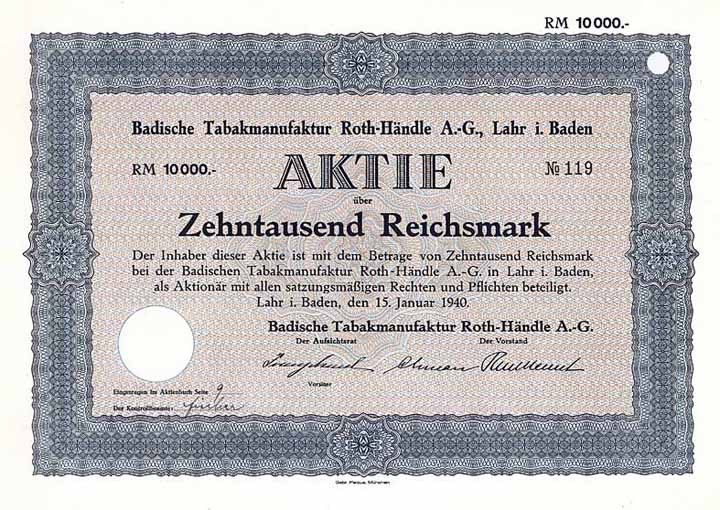 RM 10000.-
Badische Tabakmanufaktur Roth-Händle A.-G., Lahr i. Baden
RM 10000.- AKTIE № 119
über
Zehntausend Reichsmark
Der Inhaber dieser Aktie ist mit dem Betrage von Zehntausend Reichsmark
bei der Badischen Tabakmanufaktur Roth-Händle A.-G. in Lahr i. Baden,
als Aktionär mit allen satzungsmäßigen Rechten und Pflichten beteiligt.
Lahr i. Baden, den 15. Januar 1940.
Badische Tabakmanufaktur Roth-Händle A.-G.
Der Aufsichtsrat Der Vorstand
Vorsitzer
Eingetragen im Aktienbuch Seite 9
Der Kontrollbeamte:
Gebr. Parcus, München